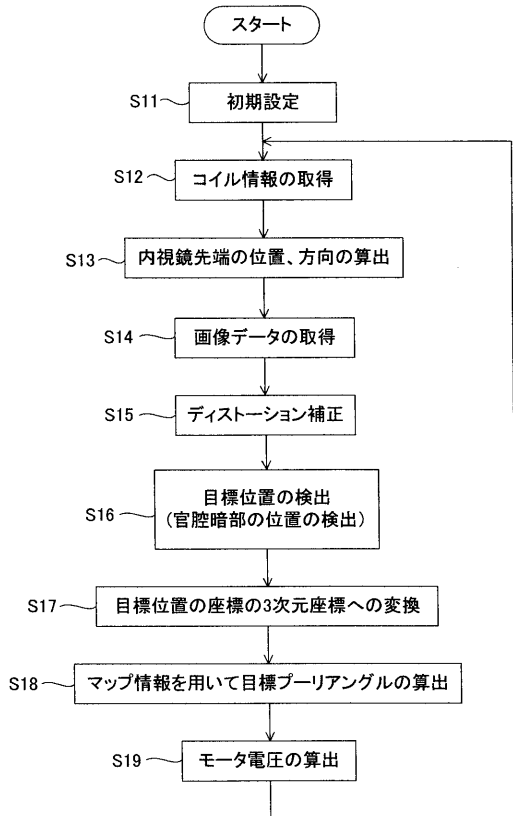 スタート
S11
初期設定
S12
コイル情報の取得
S13
内視鏡先端の位置、方向の算出
S14
画像データの取得
S15
ディストーション補正
S16
目標位置の検出
(官腔暗部の位置の検出)
S17
目標位置の座標の3次元座標への変換
S18
マップ情報を用いて目標プーリアングルの算出
S19
モータ電圧の算出